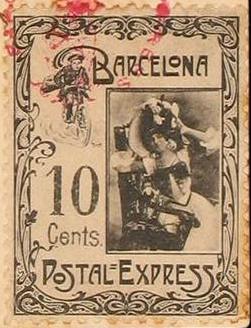 BARCELONA
10
Cents.
POSTAL=EXPRESS